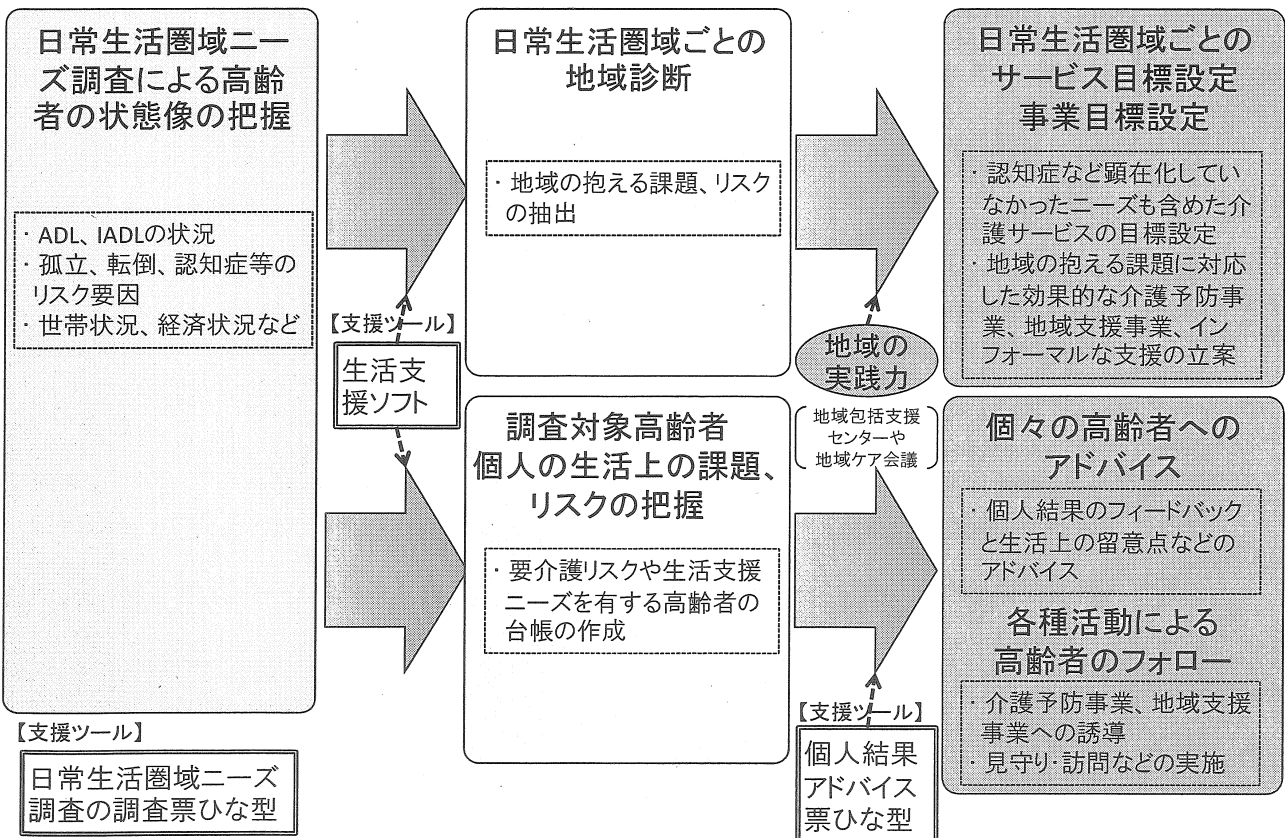 日常生活圏域ニー
ズ調査による高齢
者の状態像の把握
・ADL、IADLの状況
・孤立、転倒、認知症等の
リスク要因
・世帯状況、経済状況など
【支援ツール】
日常生活圏域ニーズ
調査の調査票ひな型
【支援ツール】
生活支
援ソフト
日常生活圏域ごとの
地域診断
・地域の抱える課題、リスク
の抽出
調査対象高齢者
個人の生活上の課題、
リスクの把握
・要介護リスクや生活支援
ニーズを有する高齢者の
台帳の作成
地域の
実践力
地域包括支援
センターや
地域ケア会議
【支援ツール】
個人結果
アドバイス
票ひな型
日常生活圏域ごとの
サービス目標設定
事業目標設定
・認知症など顕在化してい
なかったニーズも含めた介
護サービスの目標設定
・地域の抱える課題に対応
した効果的な介護予防事
業、地域支援事業、イン
フォーマルな支援の立案
個々の高齢者への
アドバイス
・個人結果のフィードバック
と生活上の留意点などの
アドバイス
各種活動による
高齢者のフォロー
・介護予防事業、地域支援
事業への誘導
・見守り・訪問などの実施